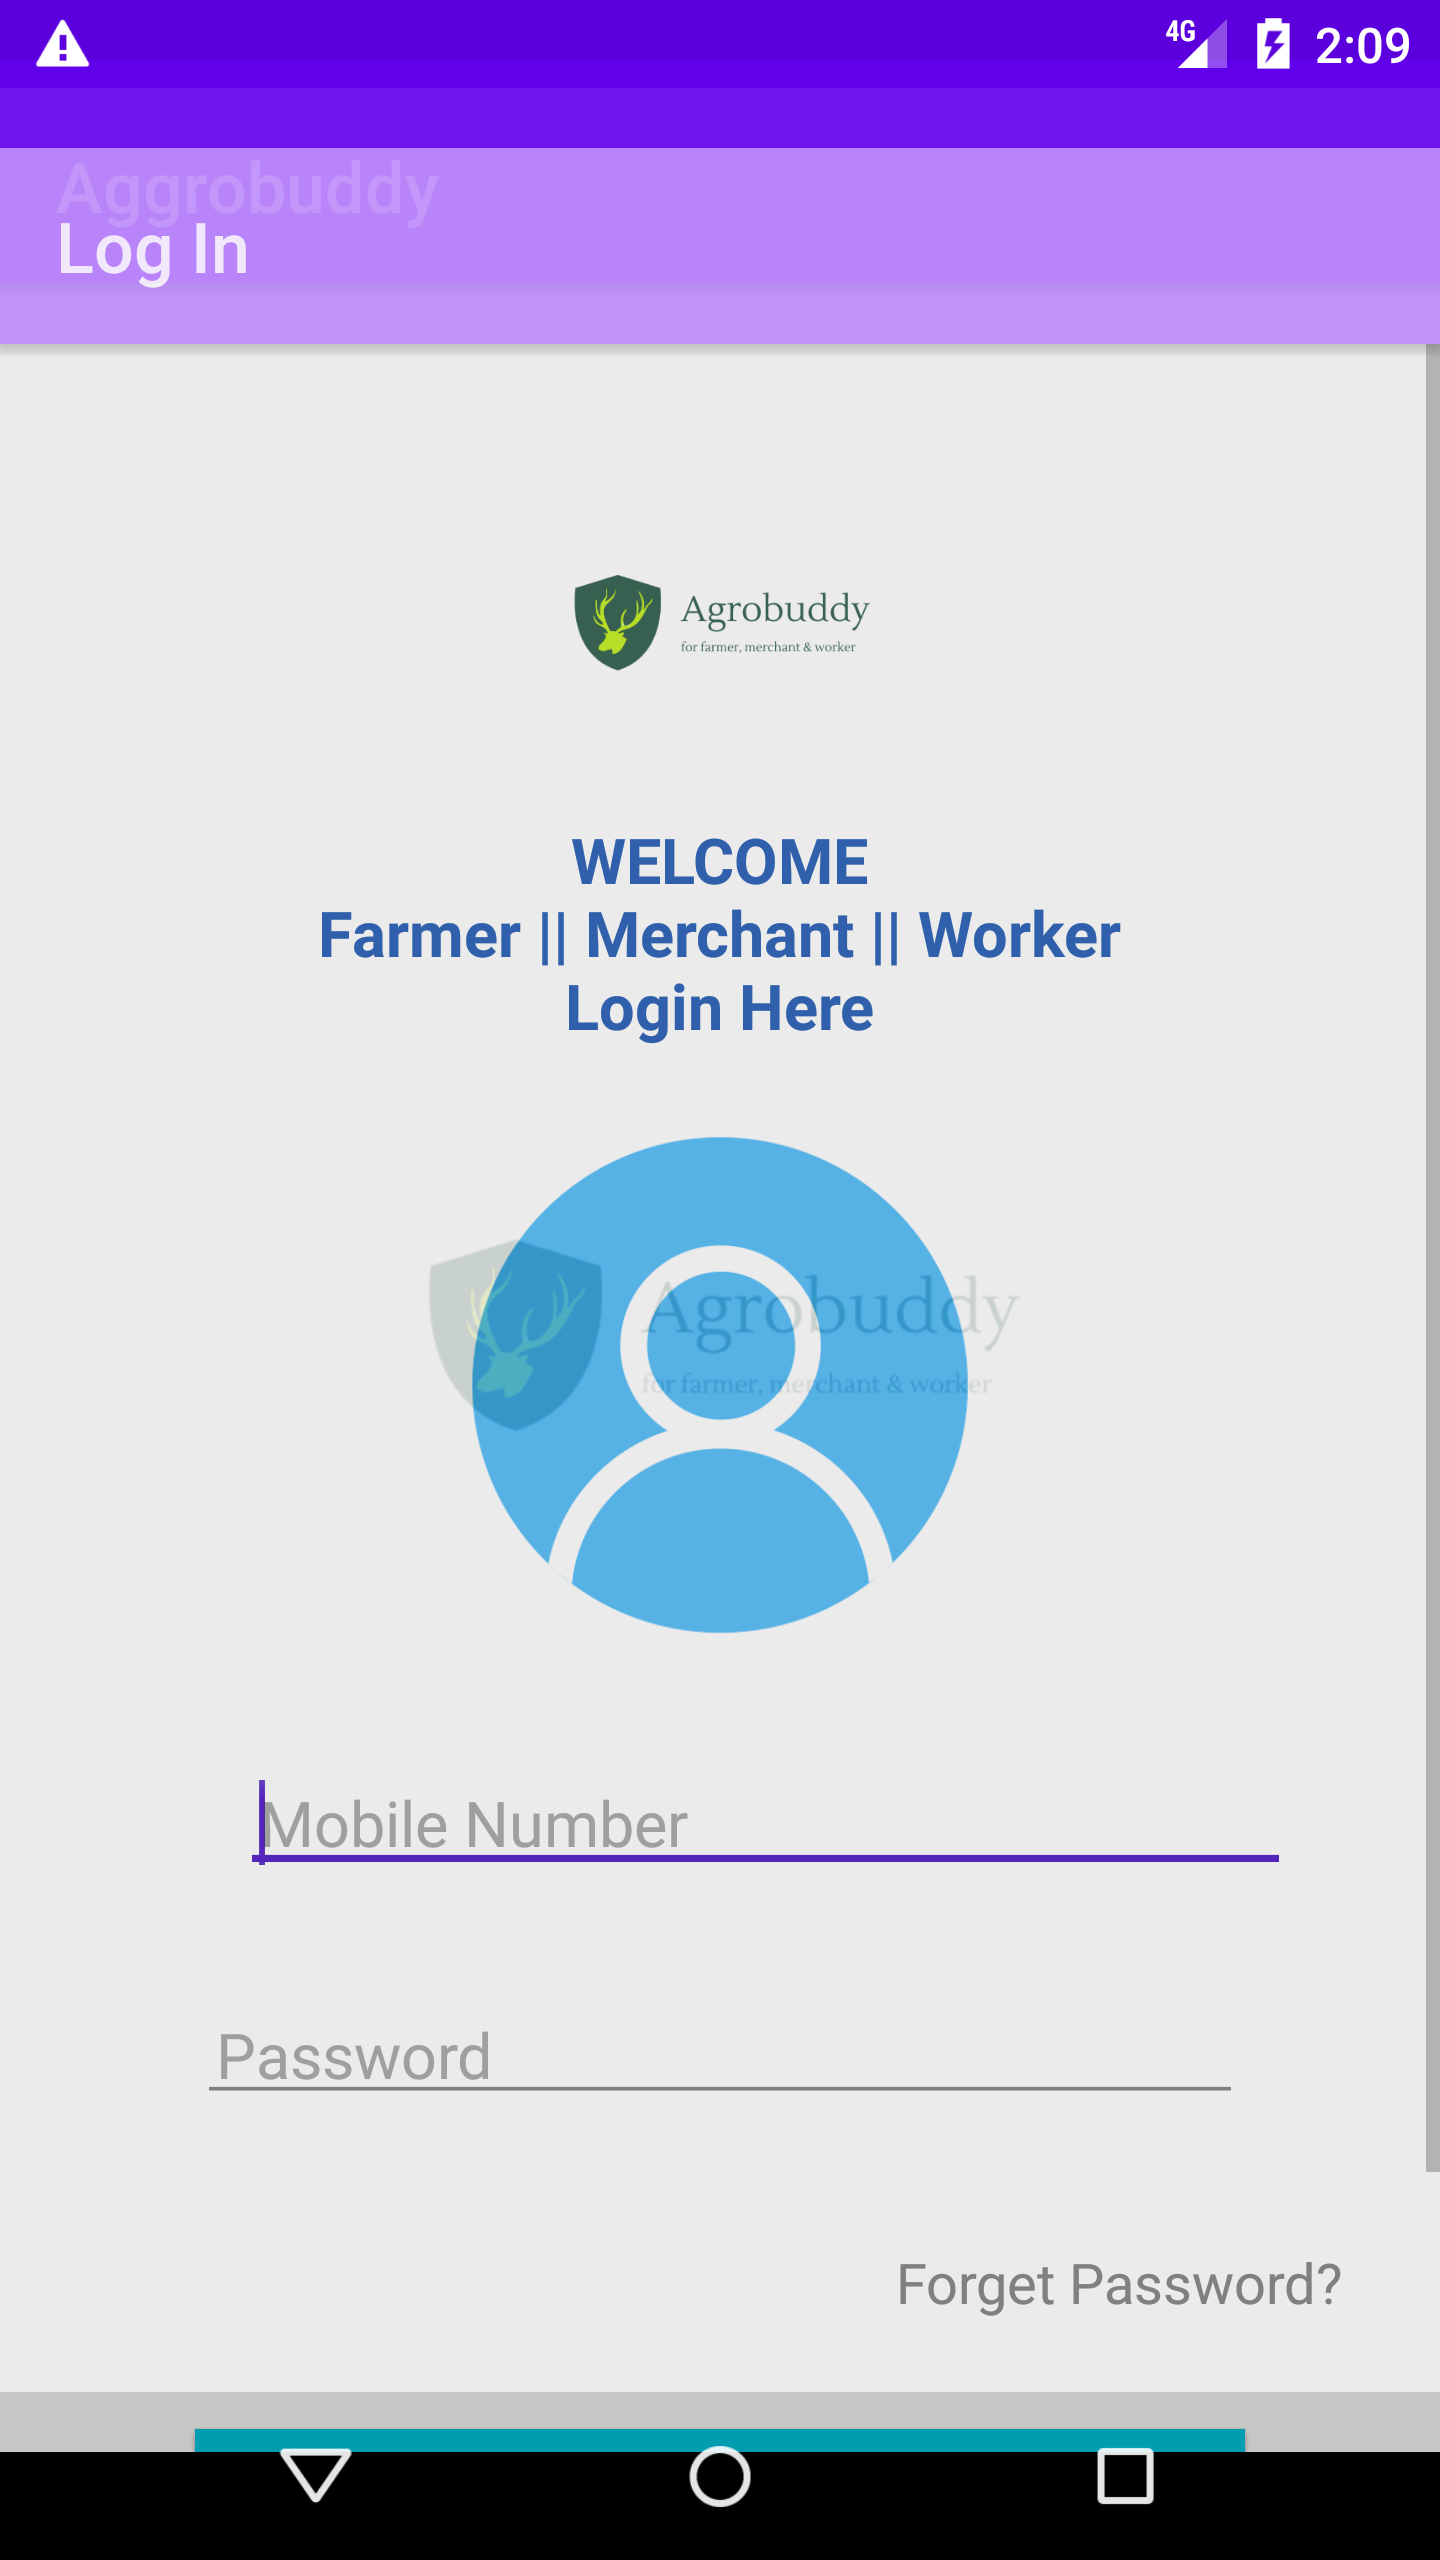 4G 2:09
Aggrobuddy
Log In
Agrobuddy
for farmer, merchant & worker
WELCOME
Farmer || Merchant || Worker
Login Here
Agrobuddy
for farmer, merchant & worker
Mobile Number
Password
Forget Password?